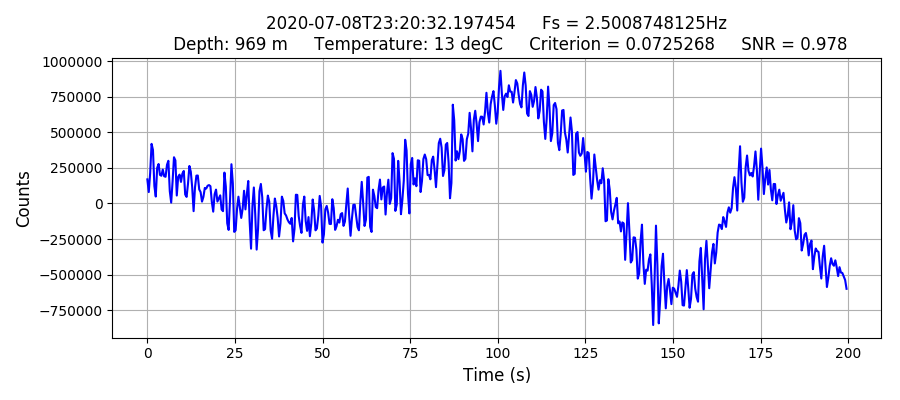 2020-07-08T23:20:32.197454 Fs = 2.5008748125Hz
Depth: 969 m Temperature: 13 degC Criterion = 0.0725268 SNR = 0.978
1000000
750000
500000
250000
0
−250000
−500000
−750000
Counts
0 25 50 75 100 125 150 175 200
Time (s)